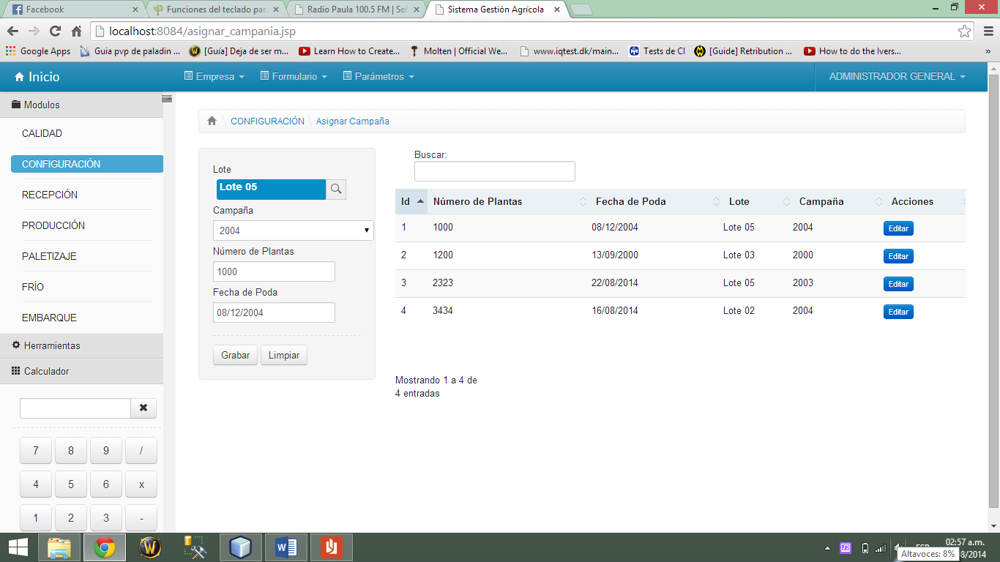 Facebook
Funciones del teclado par
Radio Paula 100.5 FM | Señ
Sistema Gestión Agrícola
localhost:8084/asignar_campania.jsp
Google Apps
Guia pvp de paladin ...
[Guía] Deja de ser m...
Learn How to Create...
Molten | Official We...
www.iqtest.dk/main...
Tests de CI
[Guide] Retribution ...
How to do the Ivers...
»
Inicio
Empresa
Formulario
Parámetros
ADMINISTRADOR GENERAL
Modulos
CALIDAD
CONFIGURACIÓN
RECEPCIÓN
PRODUCCIÓN
PALETIZAJE
FRÍO
EMBARQUE
Herramientas
Calculador
7 8 9 /
4 5 6 x
1 2 3 -
CONFIGURACIÓN \ Asignar Campaña
Lote
Lote 05
Campaña
2004
Número de Plantas
1000
Fecha de Poda
08/12/2004
Grabar Limpiar
Buscar:
Id Número de Plantas Fecha de Poda Lote Campaña Acciones
1 1000 08/12/2004 Lote 05 2004 Editar
2 1200 13/09/2000 Lote 03 2000 Editar
3 2323 22/08/2014 Lote 05 2003 Editar
4 3434 16/08/2014 Lote 02 2004 Editar
Mostrando 1 a 4 de
4 entradas
02:57 a.m.
8/2014
Altavoces: 8%